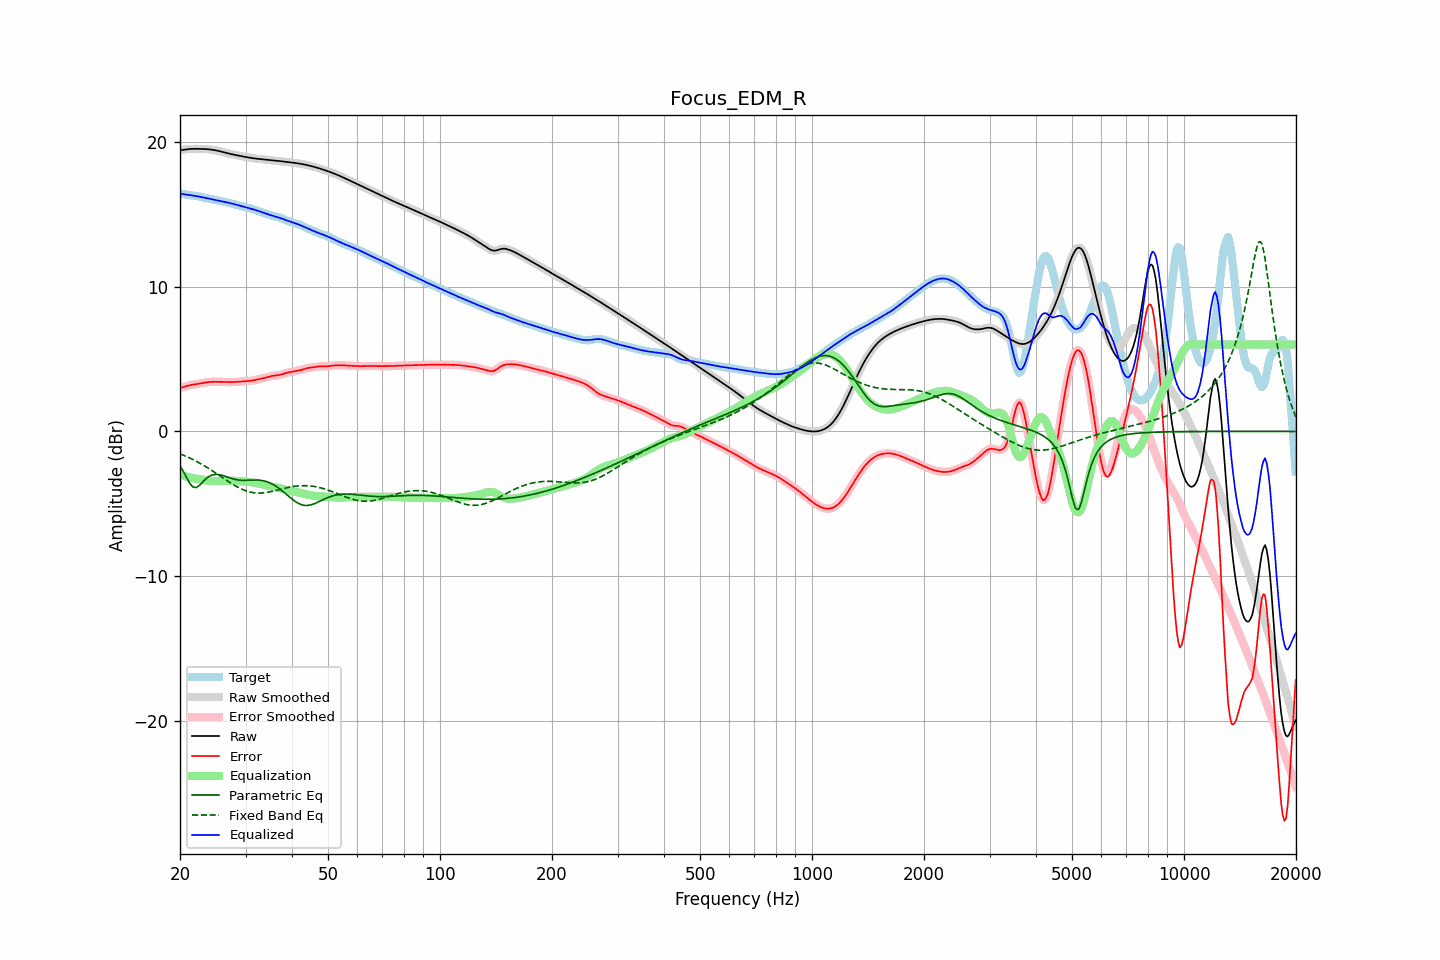 Focus_EDM_R
Amplitude (dBr)
20
10
0
−10
−20
Target
Raw Smoothed
Error Smoothed
Raw
Error
Equalization
Parametric Eq
Fixed Band Eq
Equalized
20 50 100 200 500 1000 2000 5000 10000 20000
Frequency (Hz)